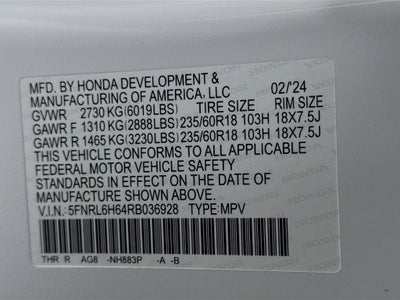 MFD. BY HONDA DEVELOPMENT &
MANUFACTURING OF AMERICA, LLC 02/'24
GVWR 2730 KG(6019LBS) TIRE SIZE RIM SIZE
GAWR F 1310 KG(2888LBS) 235/60R18 103H 18X7.5J
GAWR R 1465 KG(3230LBS) 235/60R18 103H 18X7.5J
THIS VEHICLE CONFORMS TO ALL APPLICABLE
FEDERAL MOTOR VEHICLE SAFETY
STANDARDS IN EFFECT ON THE DATE OF
MANUFACTURE SHOWN ABOVE.
V.I.N.: 5FNRL6H64RB036928 TYPE: MPV
THR R AG8 -NH883P -A -B